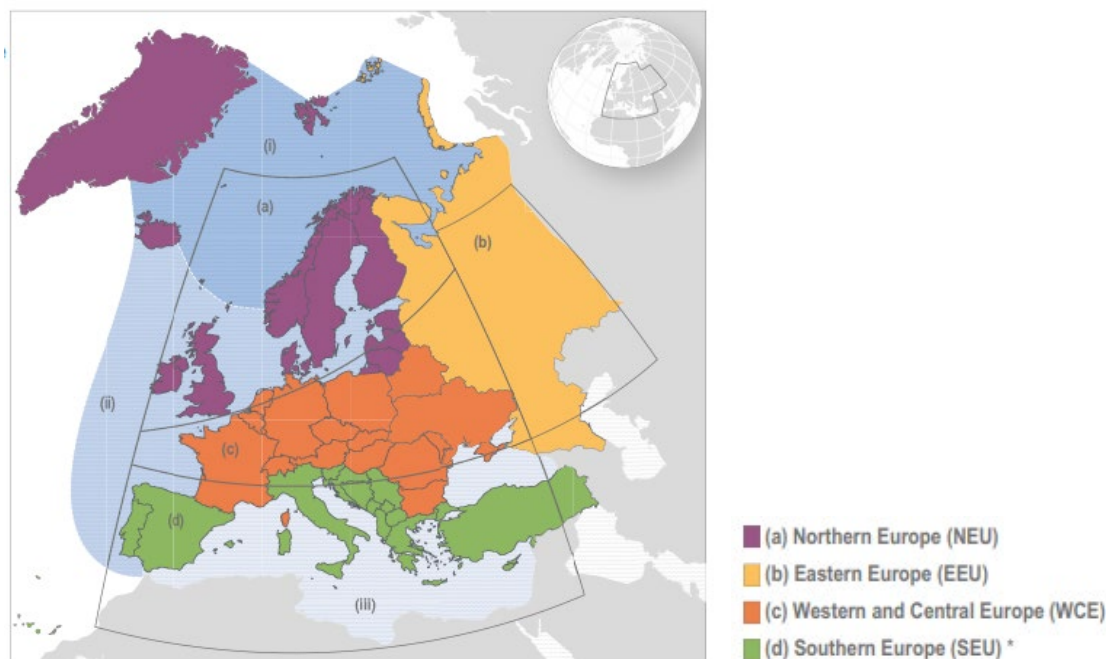 (i)
(a)
(b)
(ii)
(c)
(d)
(iii)
(a) Northern Europe (NEU)
(b) Eastern Europe (EEU)
(c) Western and Central Europe (WCE)
(d) Southern Europe (SEU) *